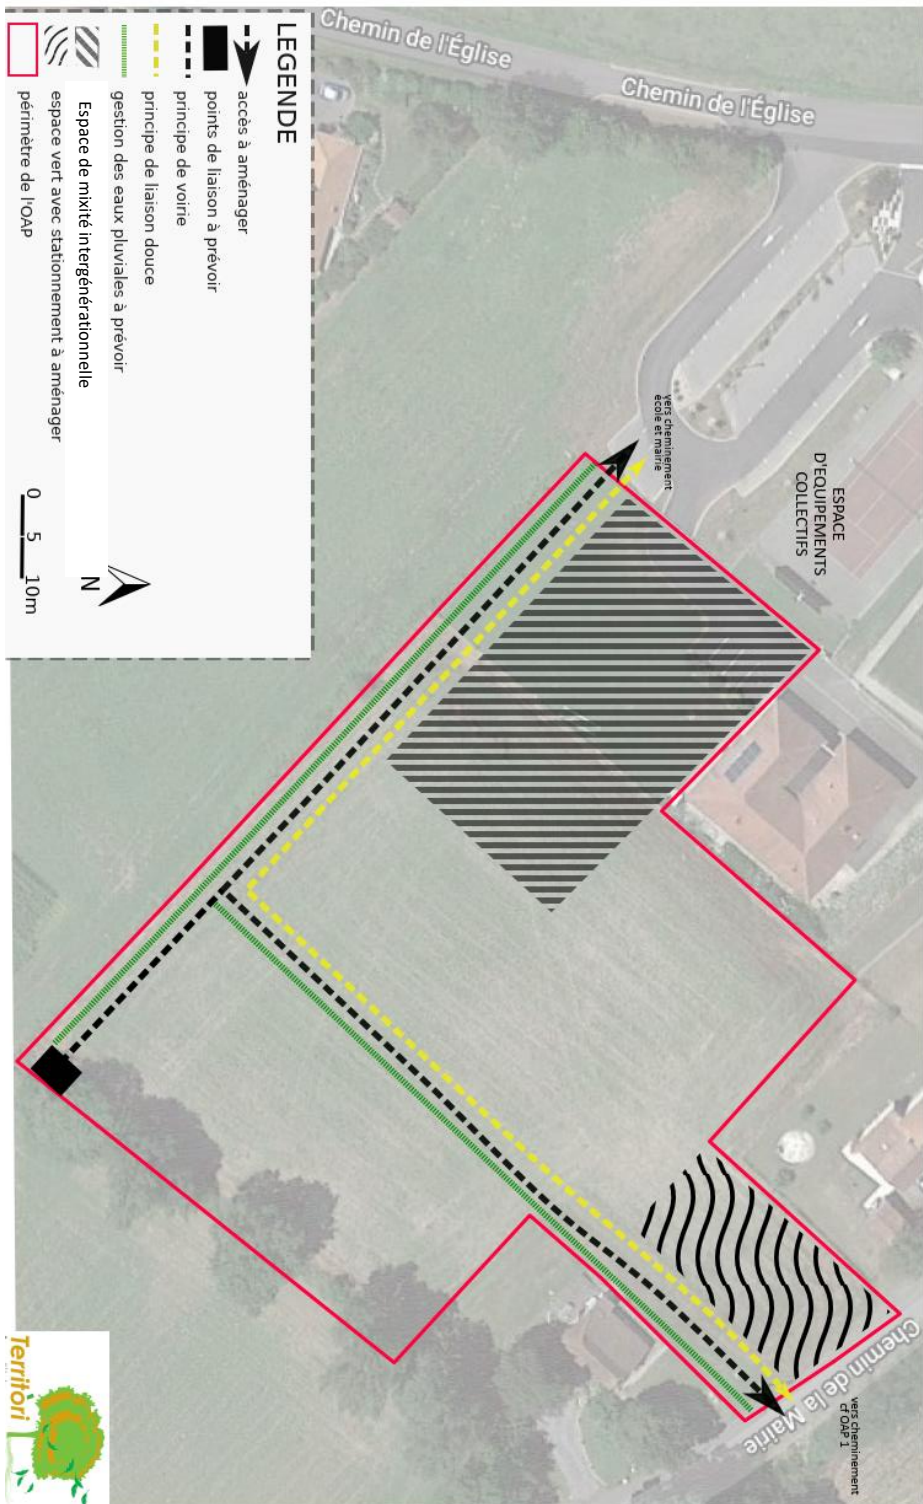 Chemin de l'Église
Chemin de l'Église
vers cheminement
école et mairie
ESPACE
D'EQUIPEMENTS
COLLECTIFS
Chemin de la Mairie
vers cheminement
cf OAP 1
LEGENDE
accès à aménager
points de liaison à prévoir
principe de voirie
principe de liaison douce
gestion des eaux pluviales à prévoir
Espace de mixité intergénérationnelle
espace vert avec stationnement à aménager
périmètre de l'OAP
0 5 10m
N
Territori